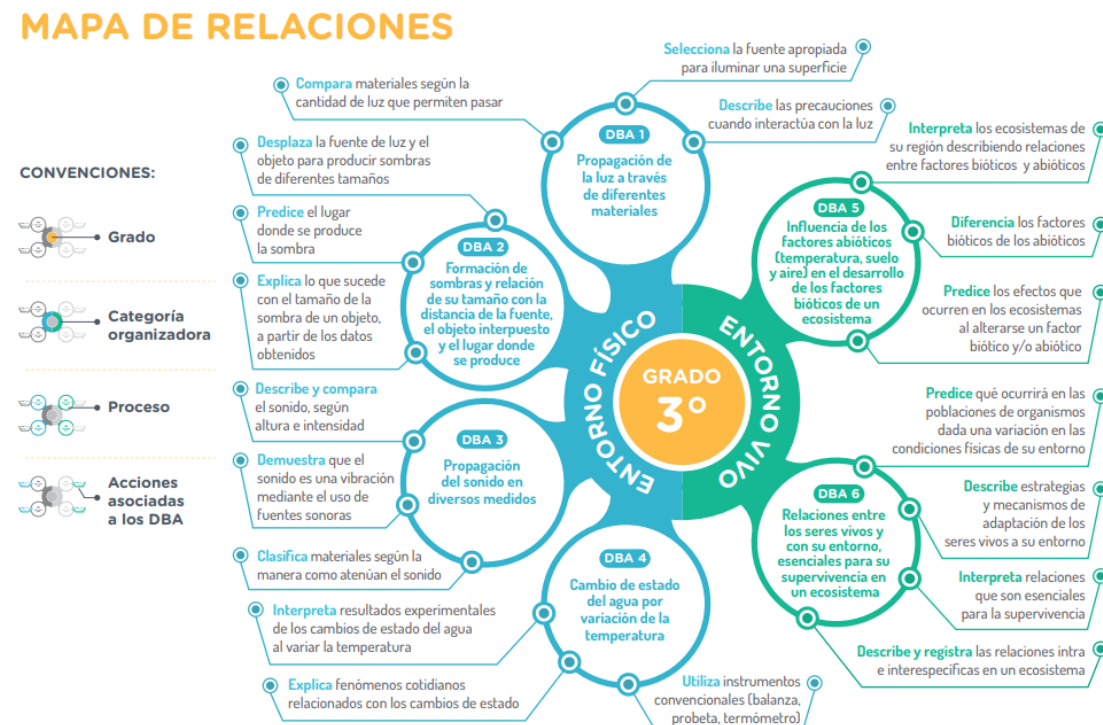 MAPA DE RELACIONES
CONVENCIONES:
Grado
Categoría
organizadora
Proceso
Acciones
asociadas
a los DBA
Selecciona la fuente apropiada
para iluminar una superficie
Compara materiales según la
cantidad de luz que permiten pasar
Describe las precauciones
cuando interactúa con la luz
DBA 1
Propagación de
la luz a través
de diferentes
materiales
Desplaza la fuente de luz y el
objeto para producir sombras
de diferentes tamaños
Predice el lugar
donde se produce
la sombra
Explica lo que sucede
con el tamaño de la
sombra de un objeto,
a partir de los datos
obtenidos
DBA 2
Formación de
sombras y relación
de su tamaño con la
distancia de la fuente,
el objeto interpuesto
y el lugar donde
se produce
Describe y compara
el sonido, según
altura e intensidad
Demuestra que el
sonido es una vibración
mediante el uso de
fuentes sonoras
Clasifica materiales según la
manera como atenúan el sonido
DBA 3
Propagación
del sonido en
diversos medidos
Interpreta resultados experimentales
de los cambios de estado del agua
al variar la temperatura
Explica fenómenos cotidianos
relacionados con los cambios de estado
Utiliza instrumentos
convencionales (balanza,
probeta, termómetro)
DBA 4
Cambio de estado
del agua por
variación de la
temperatura
ENTORNO FÍSICO
GRADO
3°
ENTORNO VIVO
Interpreta los ecosistemas de
su región describiendo relaciones
entre factores bióticos y abióticos
Diferencia los factores
bióticos de los abióticos
Predice los efectos que
ocurren en los ecosistemas
al alterarse un factor
biótico y/o abiótico
DBA 5
Influencia de los
factores abióticos
(temperatura, suelo
y aire) en el desarrollo
de los factores
bióticos de un
ecosistema
Predice qué ocurrirá en las
poblaciones de organismos
dada una variación en las
condiciones físicas de su entorno
Describe estrategias
y mecanismos de
adaptación de los
seres vivos a su entorno
Interpreta relaciones
que son esenciales
para la supervivencia
Describe y registra las relaciones intra
e interespecíficas en un ecosistema
DBA 6
Relaciones entre
los seres vivos y
con su entorno,
esenciales para su
supervivencia en
un ecosistema